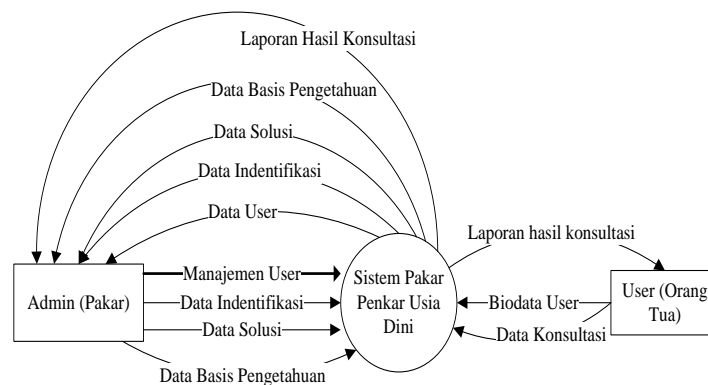 Laporan Hasil Konsultasi
Data Basis Pengetahuan
Data Solusi
Data Indentifikasi
Data User
Laporan hasil konsultasi
Admin (Pakar)
Manajemen User
Data Indentifikasi
Data Solusi
Data Basis Pengetahuan
Sistem Pakar
Penkar Usia
Dini
Biodata User
Data Konsultasi
User (Orang
Tua)